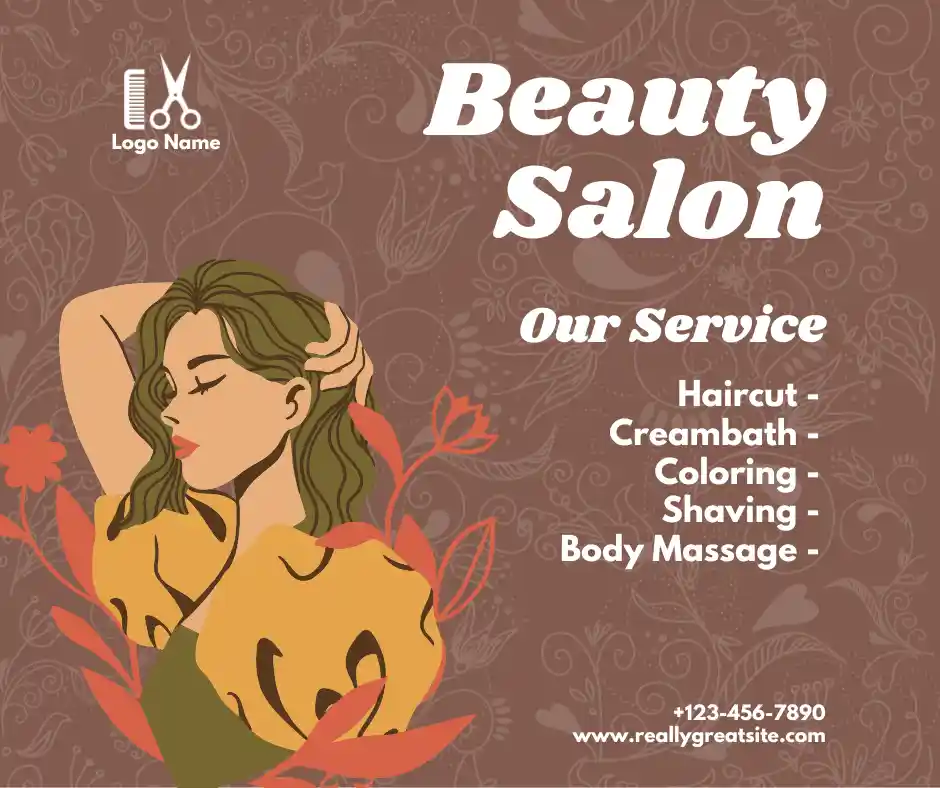 Logo Name
Beauty
Salon
Our Service
Haircut -
Creambath -
Coloring -
Shaving -
Body Massage -
+123-456-7890
www.reallygreatsite.com